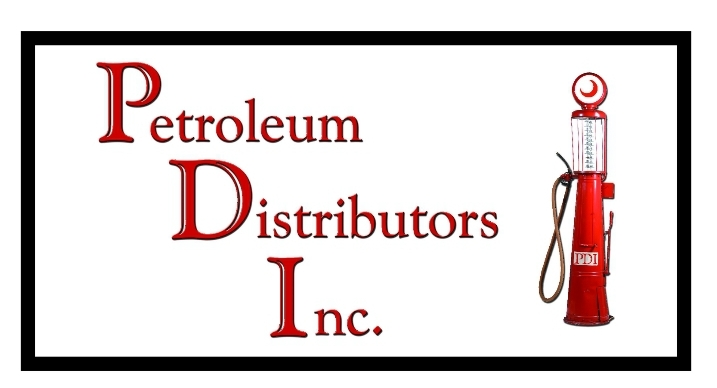 Petroleum
Distributors
Inc.
PDI